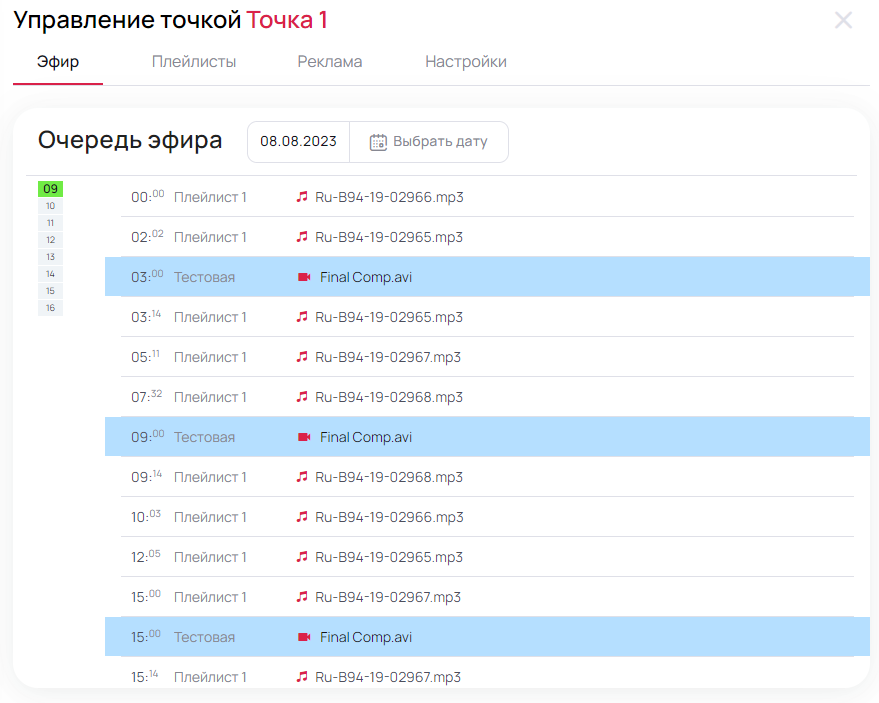 Управление точкой Точка 1
Эфир Плейлисты Реклама Настройки
Очередь эфира 08.08.2023 Выбрать дату
09
10
11
12
13
14
15
16
00:00 Плейлист 1 Ru-B94-19-02966.mp3
02:02 Плейлист 1 Ru-B94-19-02965.mp3
03:00 Тестовая Final Comp.avi
03:14 Плейлист 1 Ru-B94-19-02965.mp3
05:11 Плейлист 1 Ru-B94-19-02967.mp3
07:32 Плейлист 1 Ru-B94-19-02968.mp3
09:00 Тестовая Final Comp.avi
09:14 Плейлист 1 Ru-B94-19-02968.mp3
10:03 Плейлист 1 Ru-B94-19-02966.mp3
12:05 Плейлист 1 Ru-B94-19-02965.mp3
15:00 Плейлист 1 Ru-B94-19-02967.mp3
15:00 Тестовая Final Comp.avi
15:14 Плейлист 1 Ru-B94-19-02967.mp3